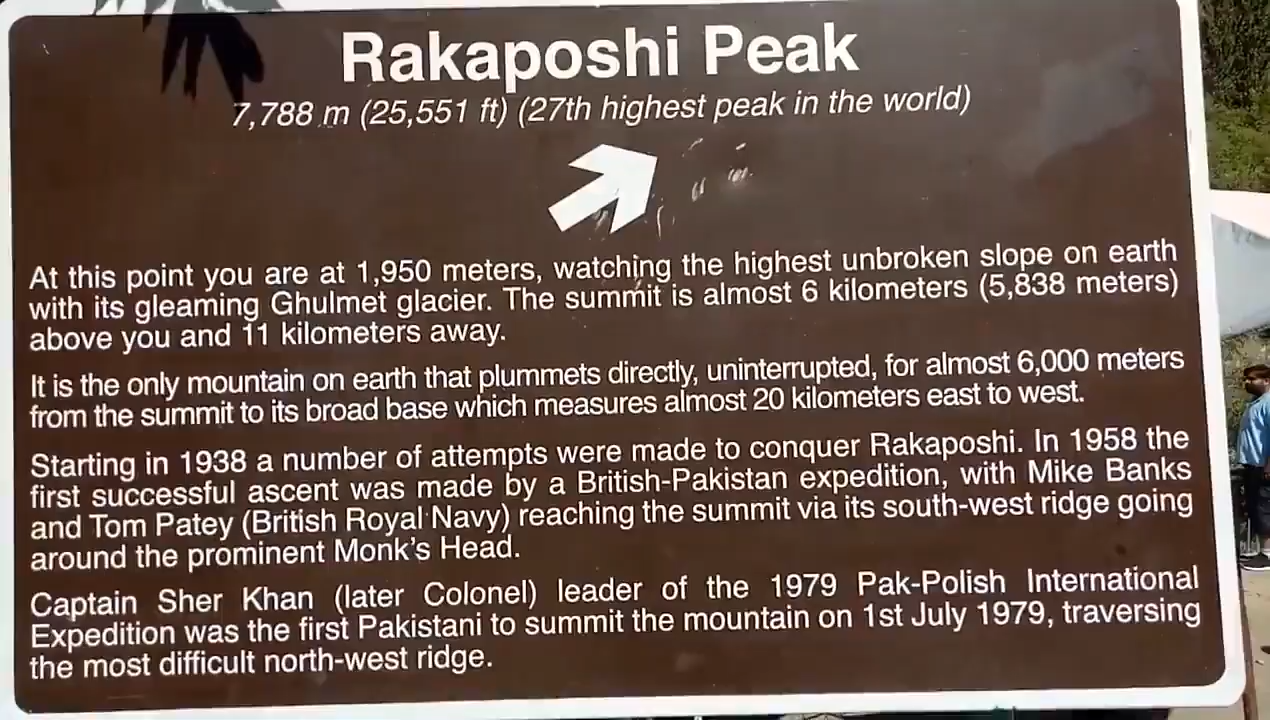 Rakaposhi Peak
7,788 m (25,551 ft) (27th highest peak in the world)
At this point you are at 1,950 meters, watching the highest unbroken slope on earth
with its gleaming Ghulmet glacier. The summit is almost 6 kilometers (5,838 meters)
above you and 11 kilometers away.
It is the only mountain on earth that plummets directly, uninterrupted, for almost 6,000 meters
from the summit to its broad base which measures almost 20 kilometers east to west.
Starting in 1938 a number of attempts were made to conquer Rakaposhi. In 1958 the
first successful ascent was made by a British-Pakistan expedition, with Mike Banks
and Tom Patey (British Royal Navy) reaching the summit via its south-west ridge going
around the prominent Monk's Head.
Captain Sher Khan (later Colonel) leader of the 1979 Pak-Polish International
Expedition was the first Pakistani to summit the mountain on 1st July 1979, traversing
the most difficult north-west ridge.